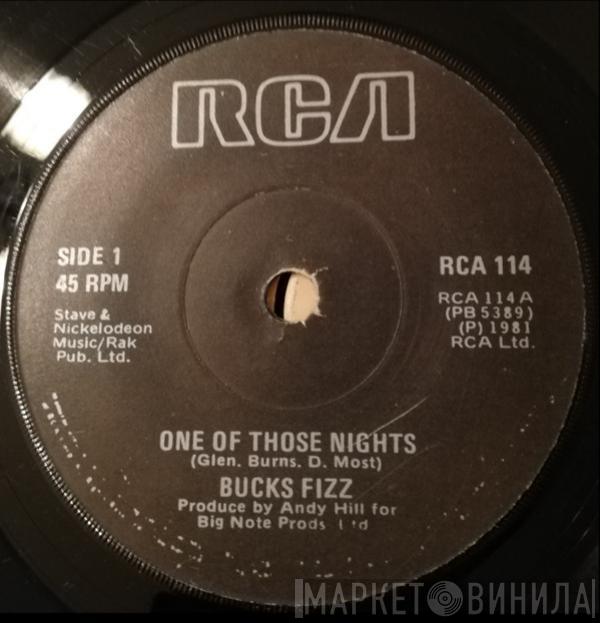 RCA
SIDE 1
45 RPM
Stave &
Nickelodeon
Music/Rak
Pub. Ltd.
RCA 114
RCA 114 A
(PB 5389)
(P) 1981
RCA Ltd.
ONE OF THOSE NIGHTS
(Glen. Burns. D. Most)
BUCKS FIZZ
Produce by Andy Hill for
Big Note Prods Ltd
МАРКЕТ ВИНИЛА